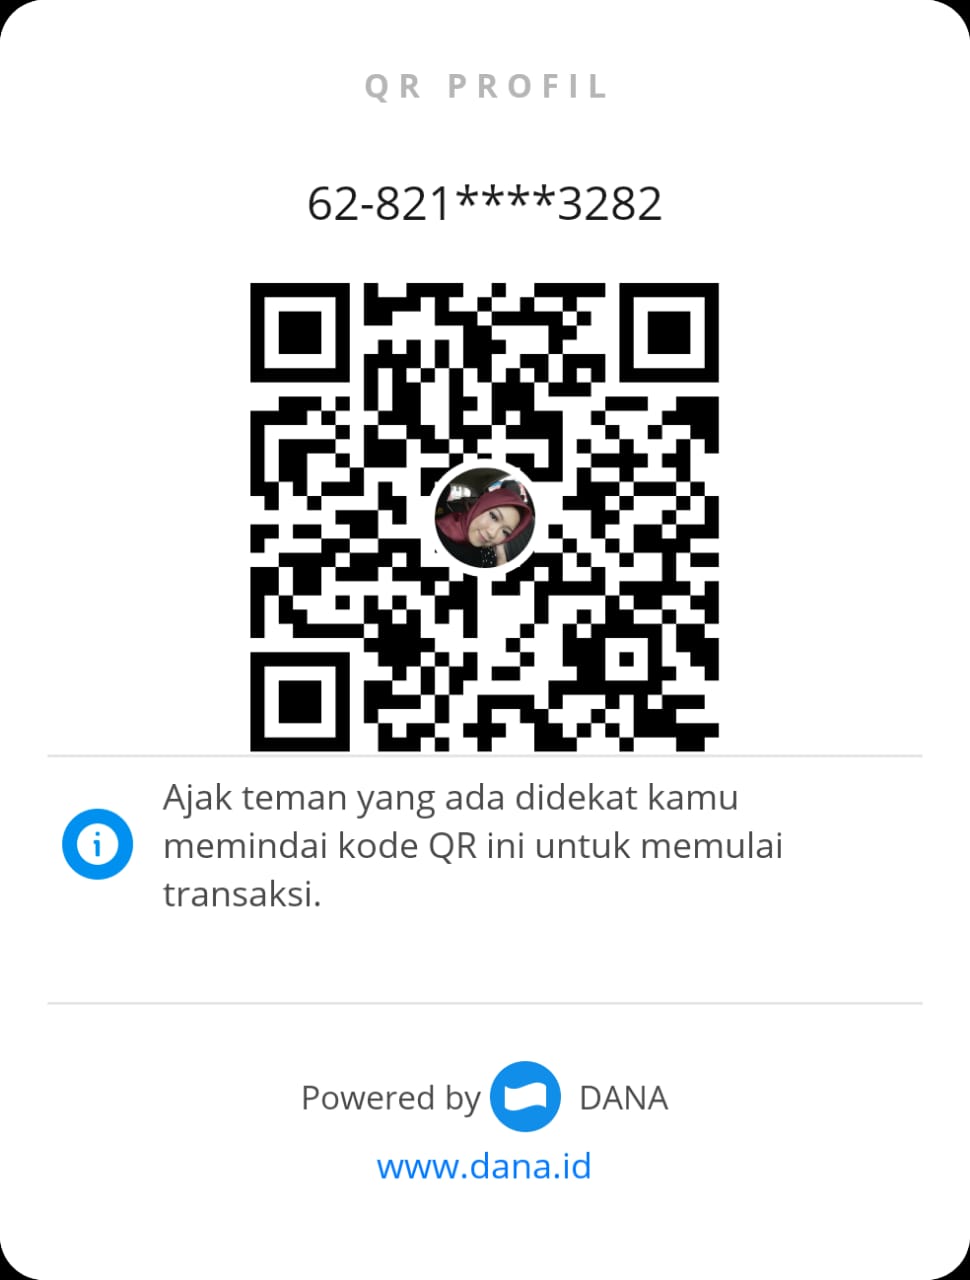 QR PROFIL
62-821****3282
Ajak teman yang ada didekat kamu
memindai kode QR ini untuk memulai
transaksi.
Powered by DANA
www.dana.id